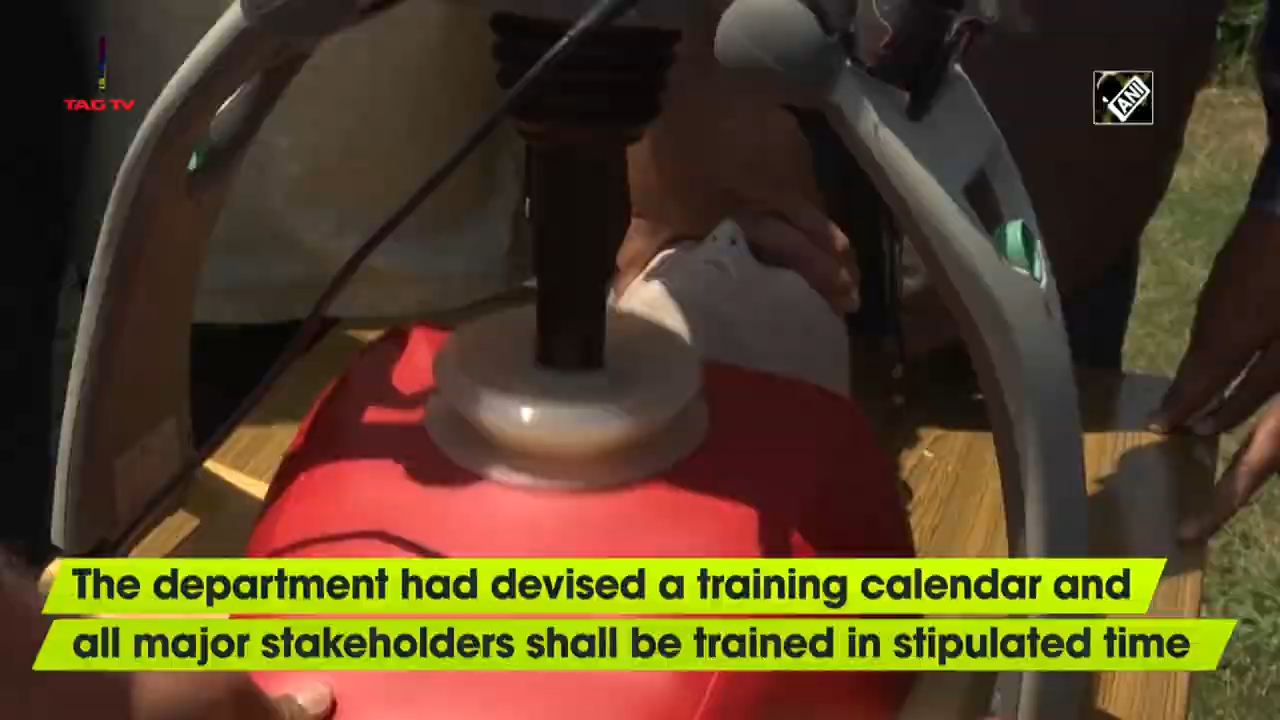 TAG TV
ANI
The department had devised a training calendar and
all major stakeholders shall be trained in stipulated time